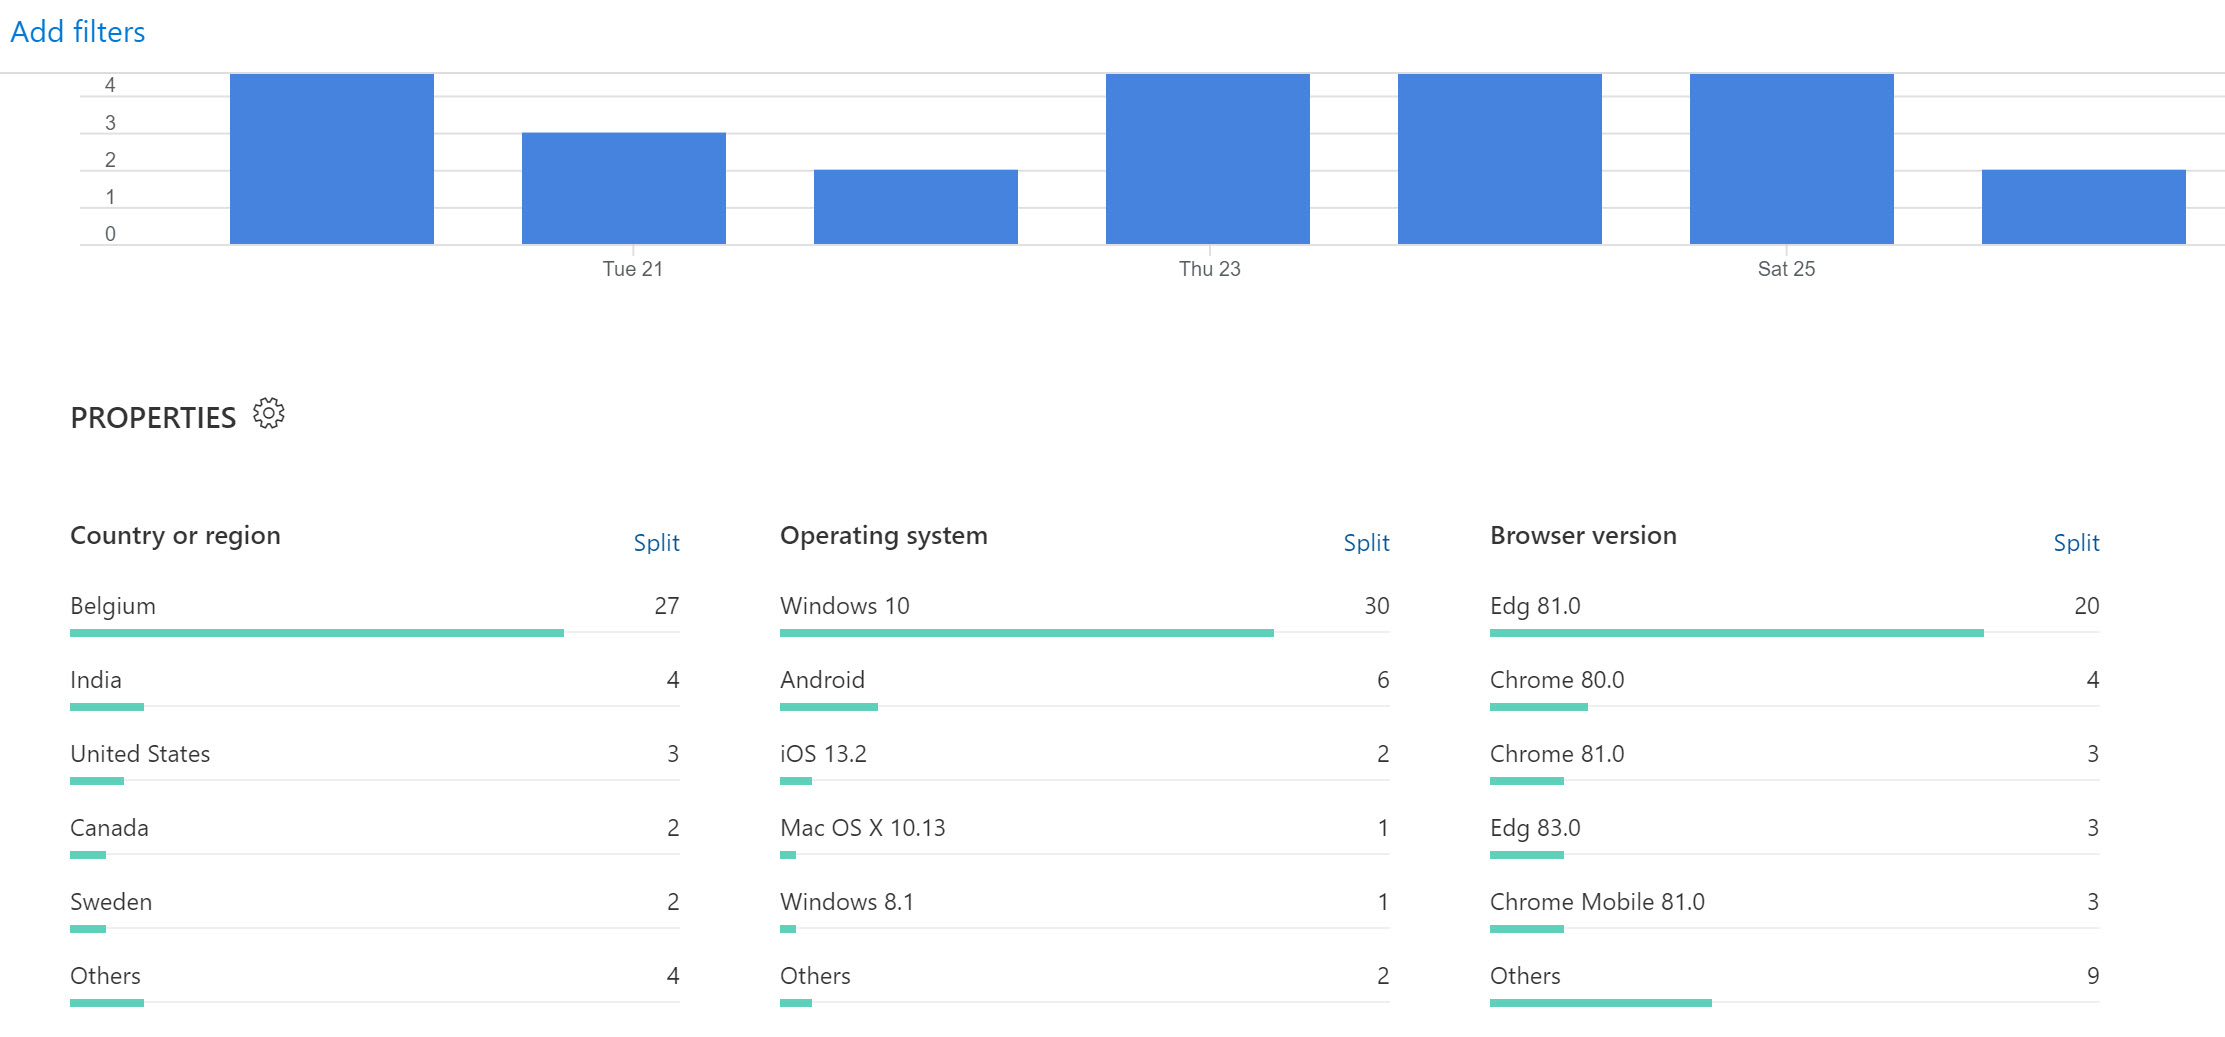 Add filters
4
3
2
1
0
Tue 21 Thu 23 Sat 25
PROPERTIES
Country or region Split
Belgium 27
India 4
United States 3
Canada 2
Sweden 2
Others 4
Operating system Split
Windows 10 30
Android 6
iOS 13.2 2
Mac OS X 10.13 1
Windows 8.1 1
Others 2
Browser version Split
Edg 81.0 20
Chrome 80.0 4
Chrome 81.0 3
Edg 83.0 3
Chrome Mobile 81.0 3
Others 9